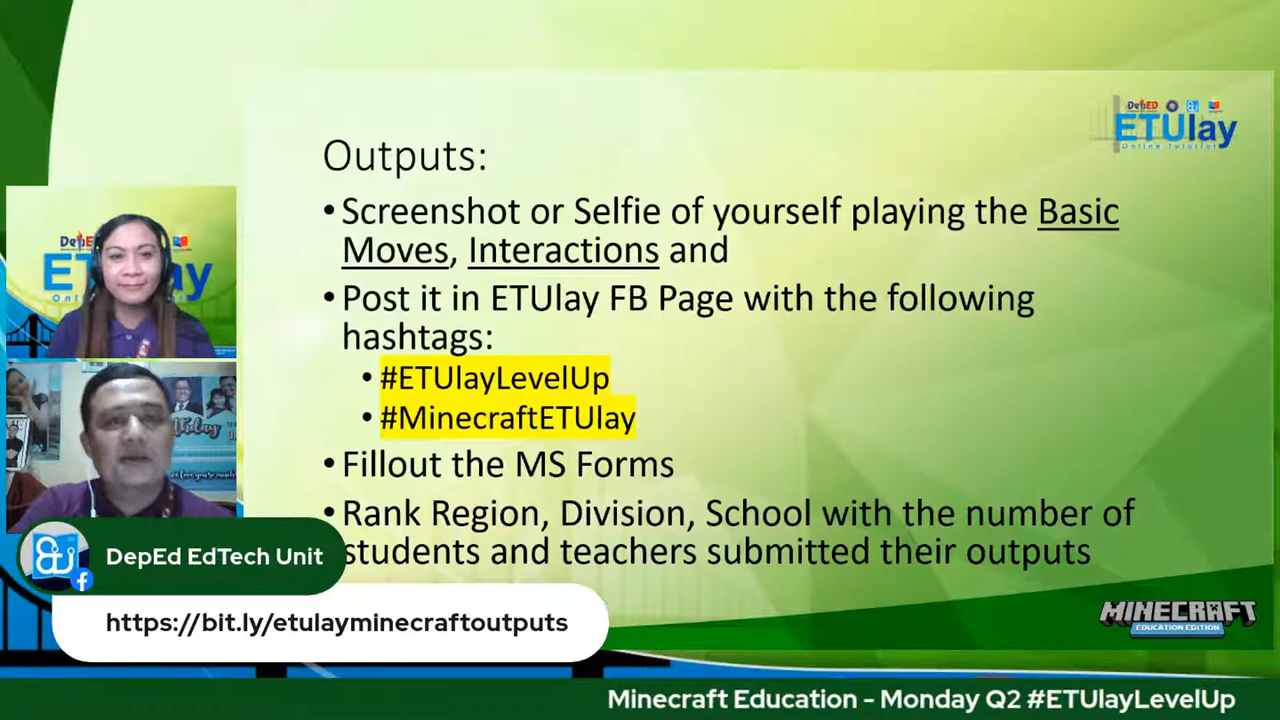 DepED
ETUlay
Online Tutorial
Outputs:
• Screenshot or Selfie of yourself playing the Basic
Moves, Interactions and
• Post it in ETUlay FB Page with the following
hashtags:
• #ETUlayLevelUp
• #MinecraftETUlay
• Fillout the MS Forms
• Rank Region, Division, School with the number of
students and teachers submitted their outputs
DepEd EdTech Unit
https://bit.ly/etulayminecraftoutputs
MINECRAFT
EDUCATION EDITION
Minecraft Education - Monday Q2 #ETUlayLevelUp